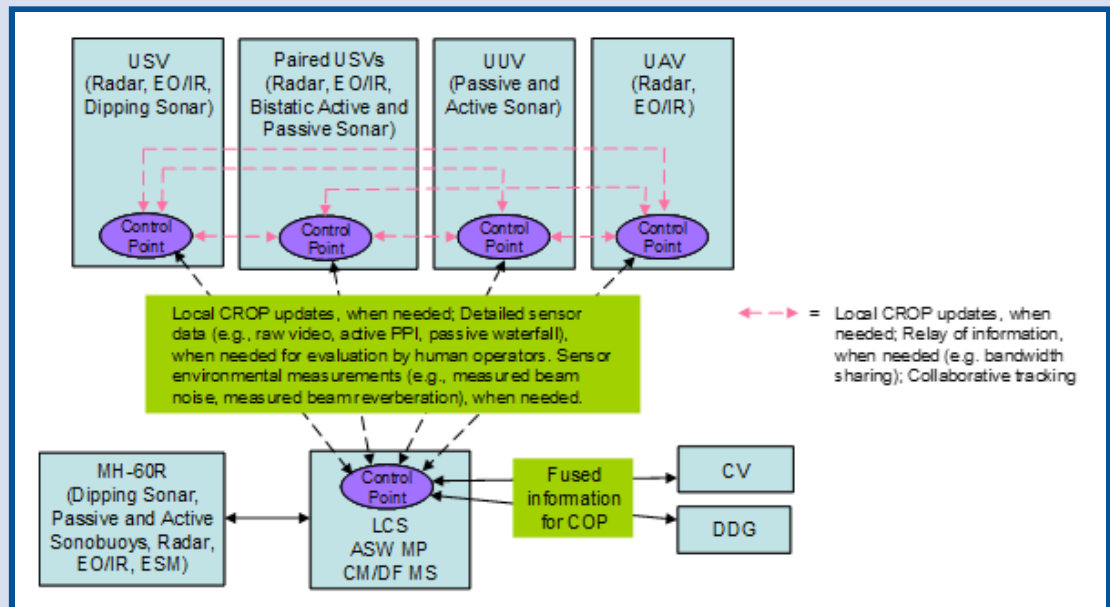 USV
(Radar, EO/IR,
Dipping Sonar)
Paired USVs
(Radar, EO/IR,
Bistatic Active and
Passive Sonar)
UUV
(Passive and
Active Sonar)
UAV
(Radar,
EO/IR)
Control
Point
Control
Point
Control
Point
Control
Point
Local CROP updates, when needed; Detailed sensor
data (e.g., raw video, active PPI, passive waterfall),
when needed for evaluation by human operators. Sensor
environmental measurements (e.g., measured beam
noise, measured beam reverberation), when needed.
= Local CROP updates, when
needed; Relay of information,
when needed (e.g. bandwidth
sharing); Collaborative tracking
MH-60R
(Dipping Sonar,
Passive and Active
Sonobuoys, Radar,
EO/IR, ESM)
Control
Point
LCS
ASW MP
CM/DF MS
Fused
information
for COP
CV
DDG